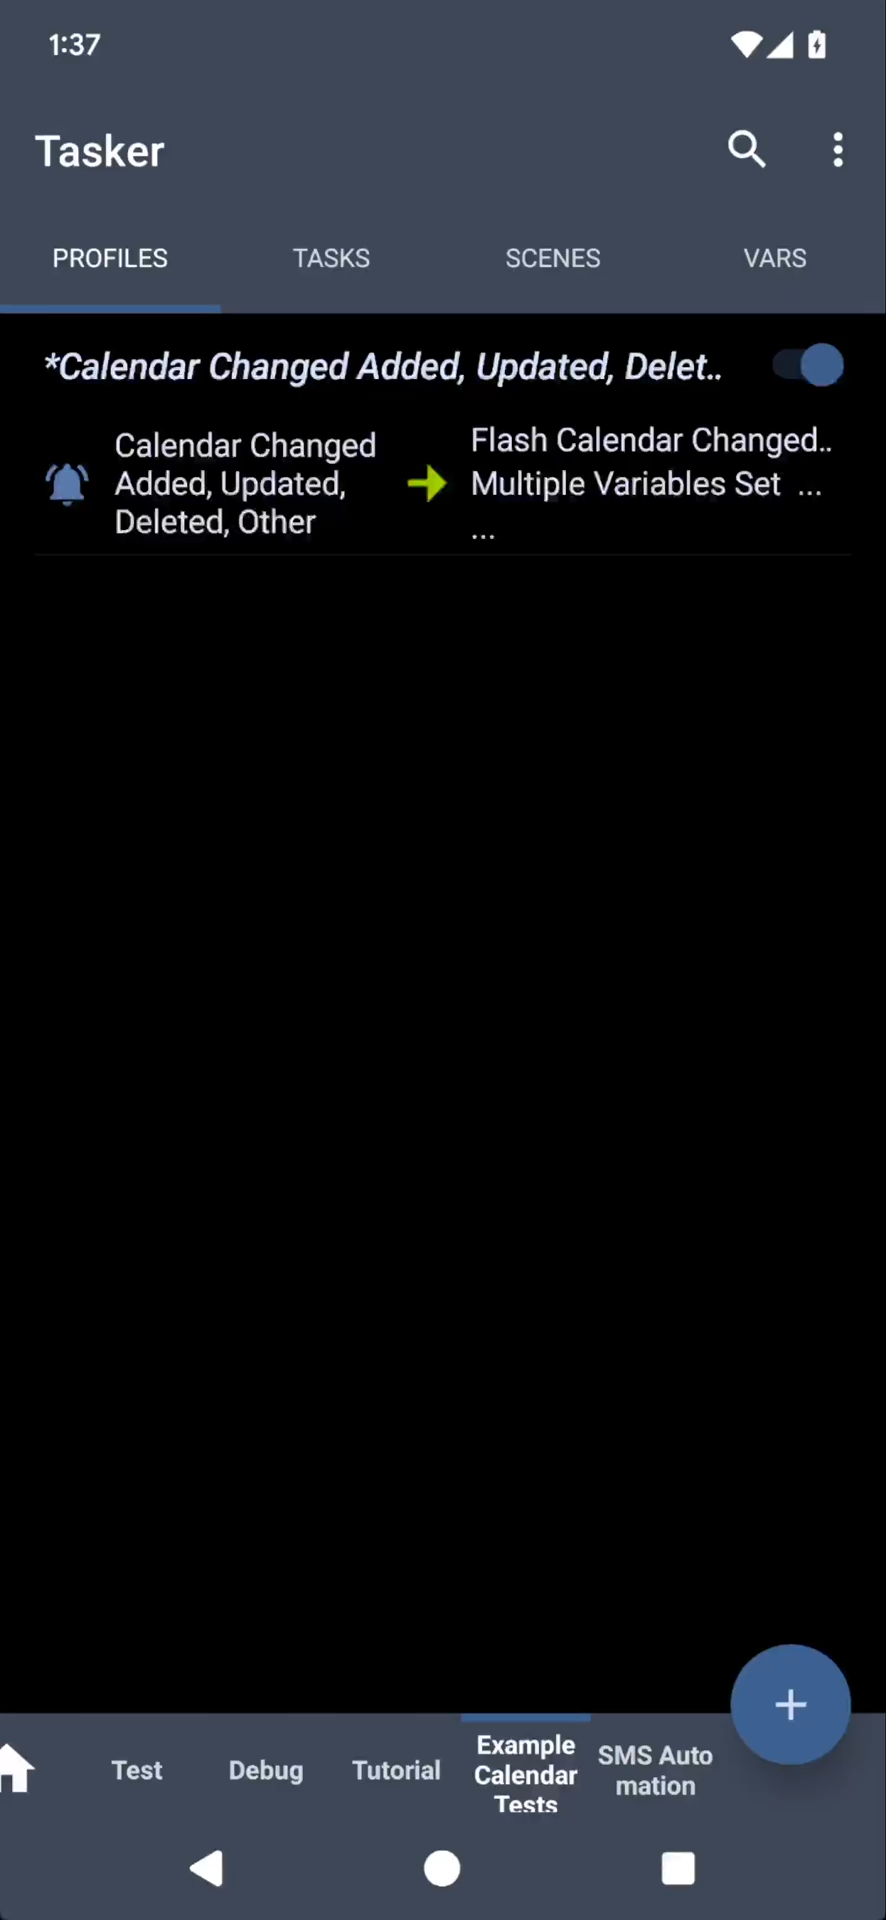 1:37
Tasker
PROFILES
TASKS
SCENES
VARS
*Calendar Changed Added, Updated, Delet..
Calendar Changed
Added, Updated,
Deleted, Other
Flash Calendar Changed..
Multiple Variables Set ...
...
Test
Debug
Tutorial
Example
Calendar
Tests
SMS Auto
mation